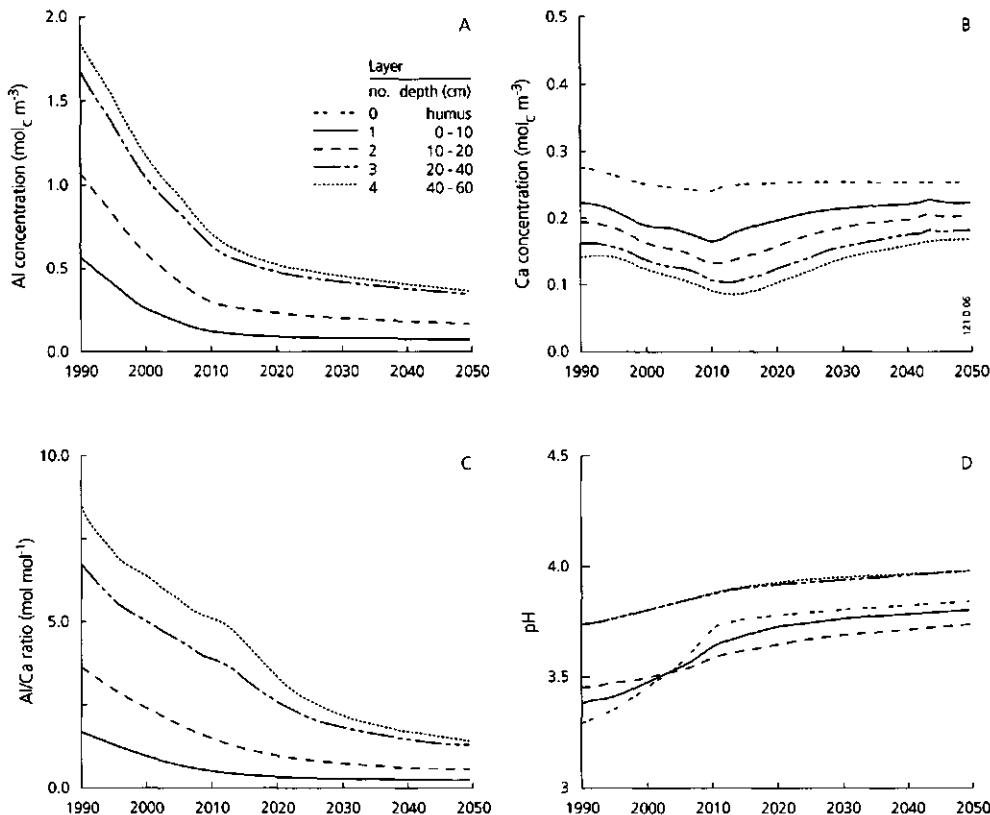 A
Al concentration (mol_c m⁻³)
2.0
1.5
1.0
0.5
0.0
1990 2000 2010 2020 2030 2040 2050
Layer
no. depth (cm)
0 humus
1 0 - 10
2 10 - 20
3 20 - 40
4 40 - 60
B
Ca concentration (mol_c m⁻³)
0.5
0.4
0.3
0.2
0.1
0.0
1990 2000 2010 2020 2030 2040 2050
121 D 06
C
Al/Ca ratio (mol mol⁻¹)
10.0
5.0
0.0
1990 2000 2010 2020 2030 2040 2050
D
pH
4.5
4.0
3.5
3
1990 2000 2010 2020 2030 2040 2050